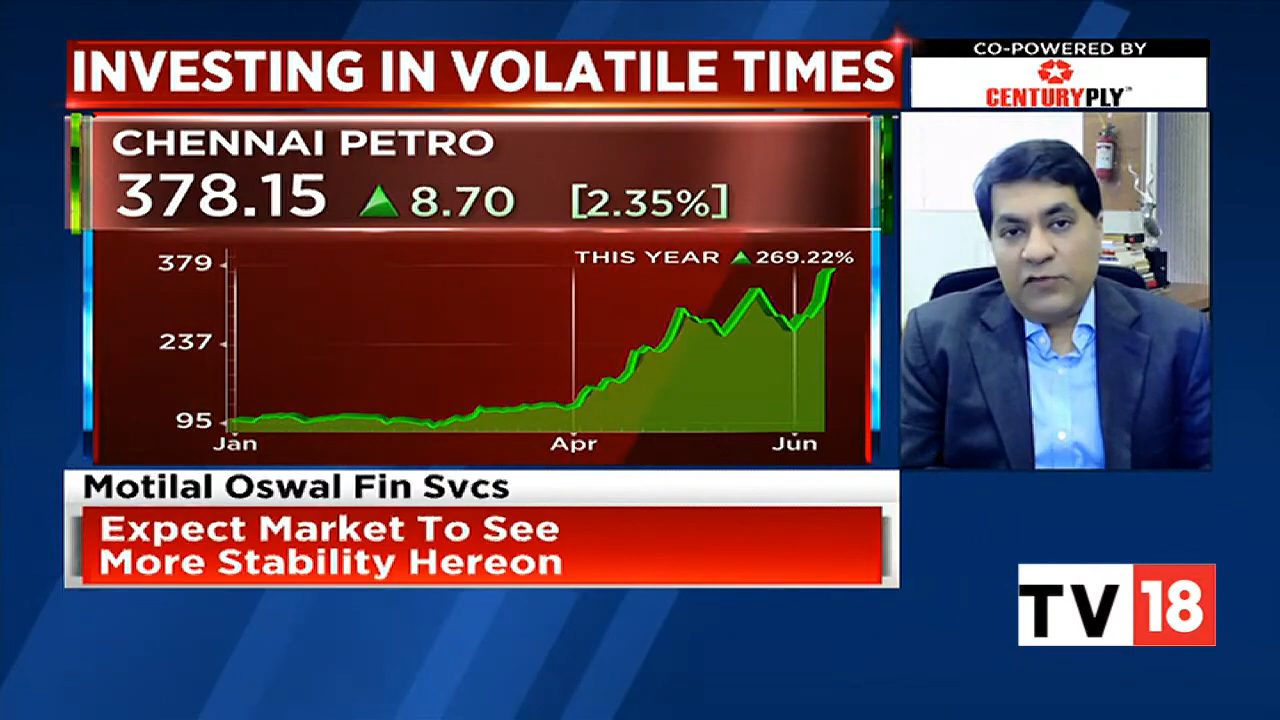 INVESTING IN VOLATILE TIMES
CO-POWERED BY
CENTURYPLY
CHENNAI PETRO
378.15 ▲ 8.70 [2.35%]
THIS YEAR ▲ 269.22%
379
237
95
Jan Apr Jun
Motilal Oswal Fin Svcs
Expect Market To See
More Stability Hereon
TV18